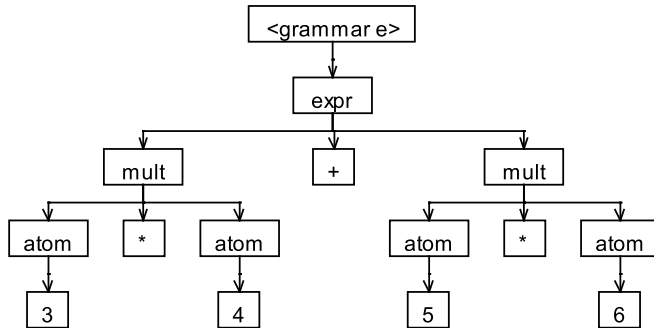 <grammar e>
expr
mult + mult
atom * atom atom * atom
3 4 5 6